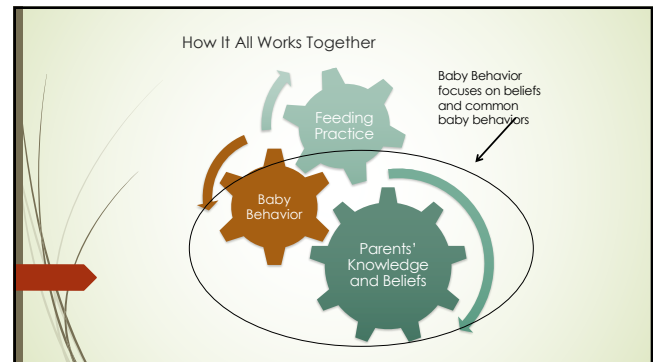 How It All Works Together
Baby Behavior
focuses on beliefs
and common
baby behaviors
Feeding
Practice
Baby
Behavior
Parents’
Knowledge
and Beliefs